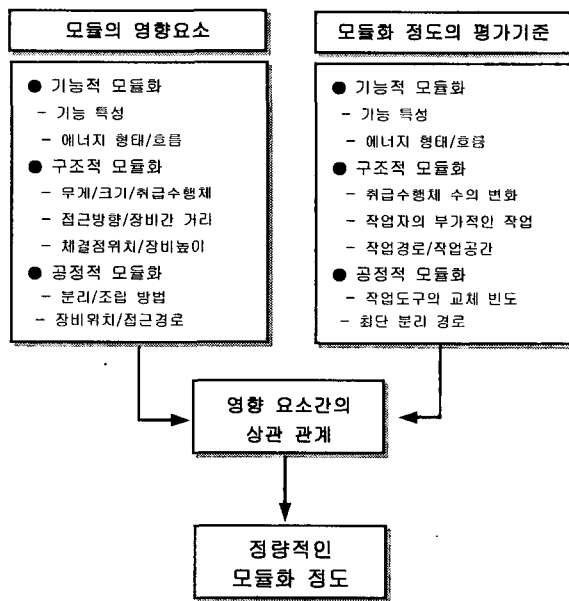 모듈의 영향요소
● 기능적 모듈화
- 기능 특성
- 에너지 형태/흐름
● 구조적 모듈화
- 무게/크기/취급수행체
- 접근방향/장비간 거리
- 체결점위치/장비높이
● 공정적 모듈화
- 분리/조립 방법
- 장비위치/접근경로
모듈화 정도의 평가기준
● 기능적 모듈화
- 기능 특성
- 에너지 형태/흐름
● 구조적 모듈화
- 취급수행체 수의 변화
- 작업자의 부가적인 작업
- 작업경로/작업공간
● 공정적 모듈화
- 작업도구의 교체 빈도
- 최단 분리 경로
영향 요소간의
상관 관계
정량적인
모듈화 정도